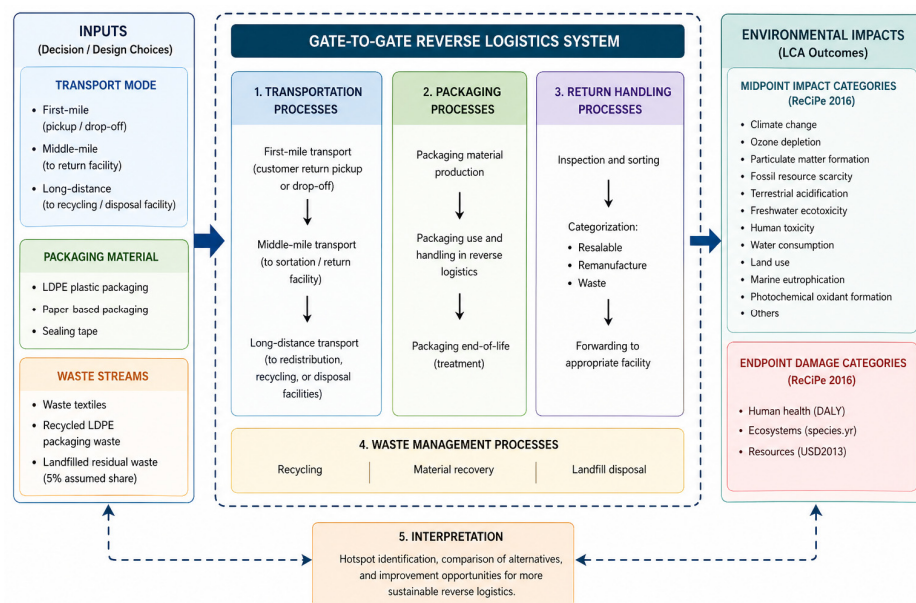 INPUTS
(Decision / Design Choices)
TRANSPORT MODE
• First-mile
(pickup / drop-off)
• Middle-mile
(to return facility)
• Long-distance
(to recycling / disposal facility)
PACKAGING MATERIAL
• LDPE plastic packaging
• Paper-based packaging
• Sealing tape
WASTE STREAMS
• Waste textiles
• Recycled LDPE
packaging waste
• Landfilled residual waste
(5% assumed share)
GATE-TO-GATE REVERSE LOGISTICS SYSTEM
1. TRANSPORTATION
PROCESSES
First-mile transport
(customer return pickup
or drop-off)
Middle-mile transport
(to sortation / return
facility)
Long-distance transport
(to redistribution,
recycling, or disposal
facilities)
2. PACKAGING
PROCESSES
Packaging material
production
Packaging use and
handling in reverse
logistics
Packaging end-of-life
(treatment)
3. RETURN HANDLING
PROCESSES
Inspection and sorting
Categorization:
• Resalable
• Remanufacture
• Waste
Forwarding to
appropriate facility
4. WASTE MANAGEMENT PROCESSES
Recycling
Material recovery
Landfill disposal
ENVIRONMENTAL IMPACTS
(LCA Outcomes)
MIDPOINT IMPACT CATEGORIES
(ReCiPe 2016)
• Climate change
• Ozone depletion
• Particulate matter formation
• Fossil resource scarcity
• Terrestrial acidification
• Freshwater ecotoxicity
• Human toxicity
• Water consumption
• Land use
• Marine eutrophication
• Photochemical oxidant formation
• Others
ENDPOINT DAMAGE CATEGORIES
(ReCiPe 2016)
• Human health (DALY)
• Ecosystems (species.yr)
• Resources (USD2013)
5. INTERPRETATION
Hotspot identification, comparison of alternatives,
and improvement opportunities for more
sustainable reverse logistics.